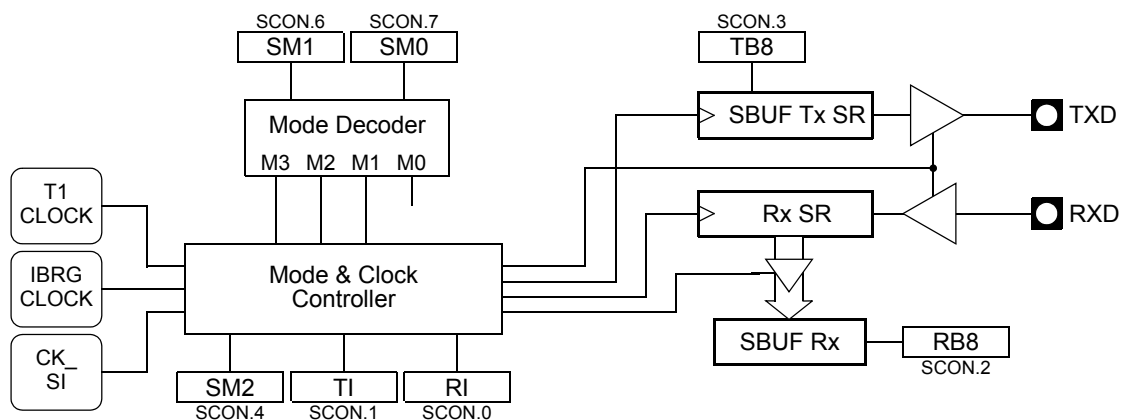 SCON.6
SCON.7
SCON.3
SM1
SM0
TB8
Mode Decoder
SBUF Tx SR
TXD
M3 M2 M1 M0
T1
CLOCK
Rx SR
RXD
IBRG
CLOCK
Mode & Clock
Controller
CK_
SI
SBUF Rx
RB8
SCON.2
SM2
TI
RI
SCON.4
SCON.1
SCON.0